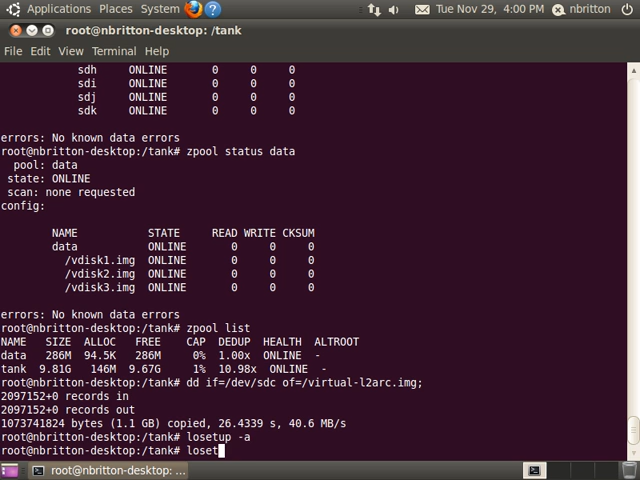 Applications Places System ? Tue Nov 29, 4:00 PM nbritton
root@nbritton-desktop: /tank
File Edit View Terminal Help
sdh ONLINE 0 0 0
sdi ONLINE 0 0 0
sdj ONLINE 0 0 0
sdk ONLINE 0 0 0
errors: No known data errors
root@nbritton-desktop:/tank# zpool status data
pool: data
state: ONLINE
scan: none requested
config:
NAME STATE READ WRITE CKSUM
data ONLINE 0 0 0
/vdisk1.img ONLINE 0 0 0
/vdisk2.img ONLINE 0 0 0
/vdisk3.img ONLINE 0 0 0
errors: No known data errors
root@nbritton-desktop:/tank# zpool list
NAME SIZE ALLOC FREE CAP DEDUP HEALTH ALTROOT
data 286M 94.5K 286M 0% 1.00x ONLINE -
tank 9.81G 146M 9.67G 1% 10.98x ONLINE -
root@nbritton-desktop:/tank# dd if=/dev/sdc of=/virtual-l2arc.img;
2097152+0 records in
2097152+0 records out
1073741824 bytes (1.1 GB) copied, 26.4339 s, 40.6 MB/s
root@nbritton-desktop:/tank# losetup -a
root@nbritton-desktop:/tank# loset
root@nbritton-desktop: ...